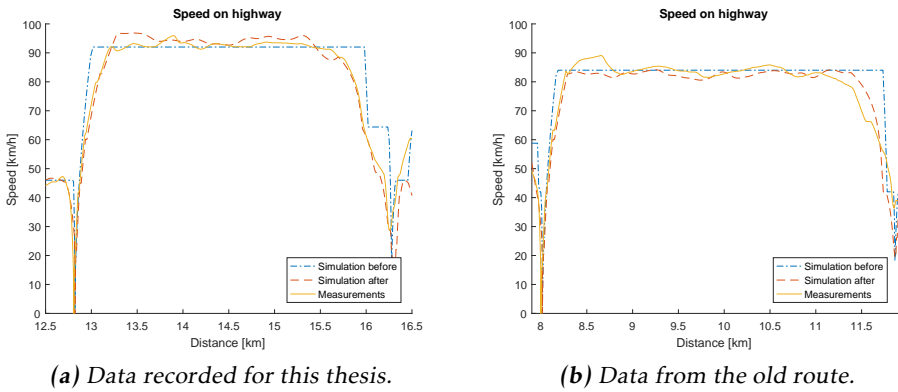 Speed on highway
100
90
80
70
60
50
40
30
20
10
0
Speed [km/h]
12.5 13 13.5 14 14.5 15 15.5 16 16.5
Distance [km]
Simulation before
Simulation after
Measurements
(a) Data recorded for this thesis.
Speed on highway
100
90
80
70
60
50
40
30
20
10
0
Speed [km/h]
8 8.5 9 9.5 10 10.5 11 11.5
Distance [km]
Simulation before
Simulation after
Measurements
(b) Data from the old route.